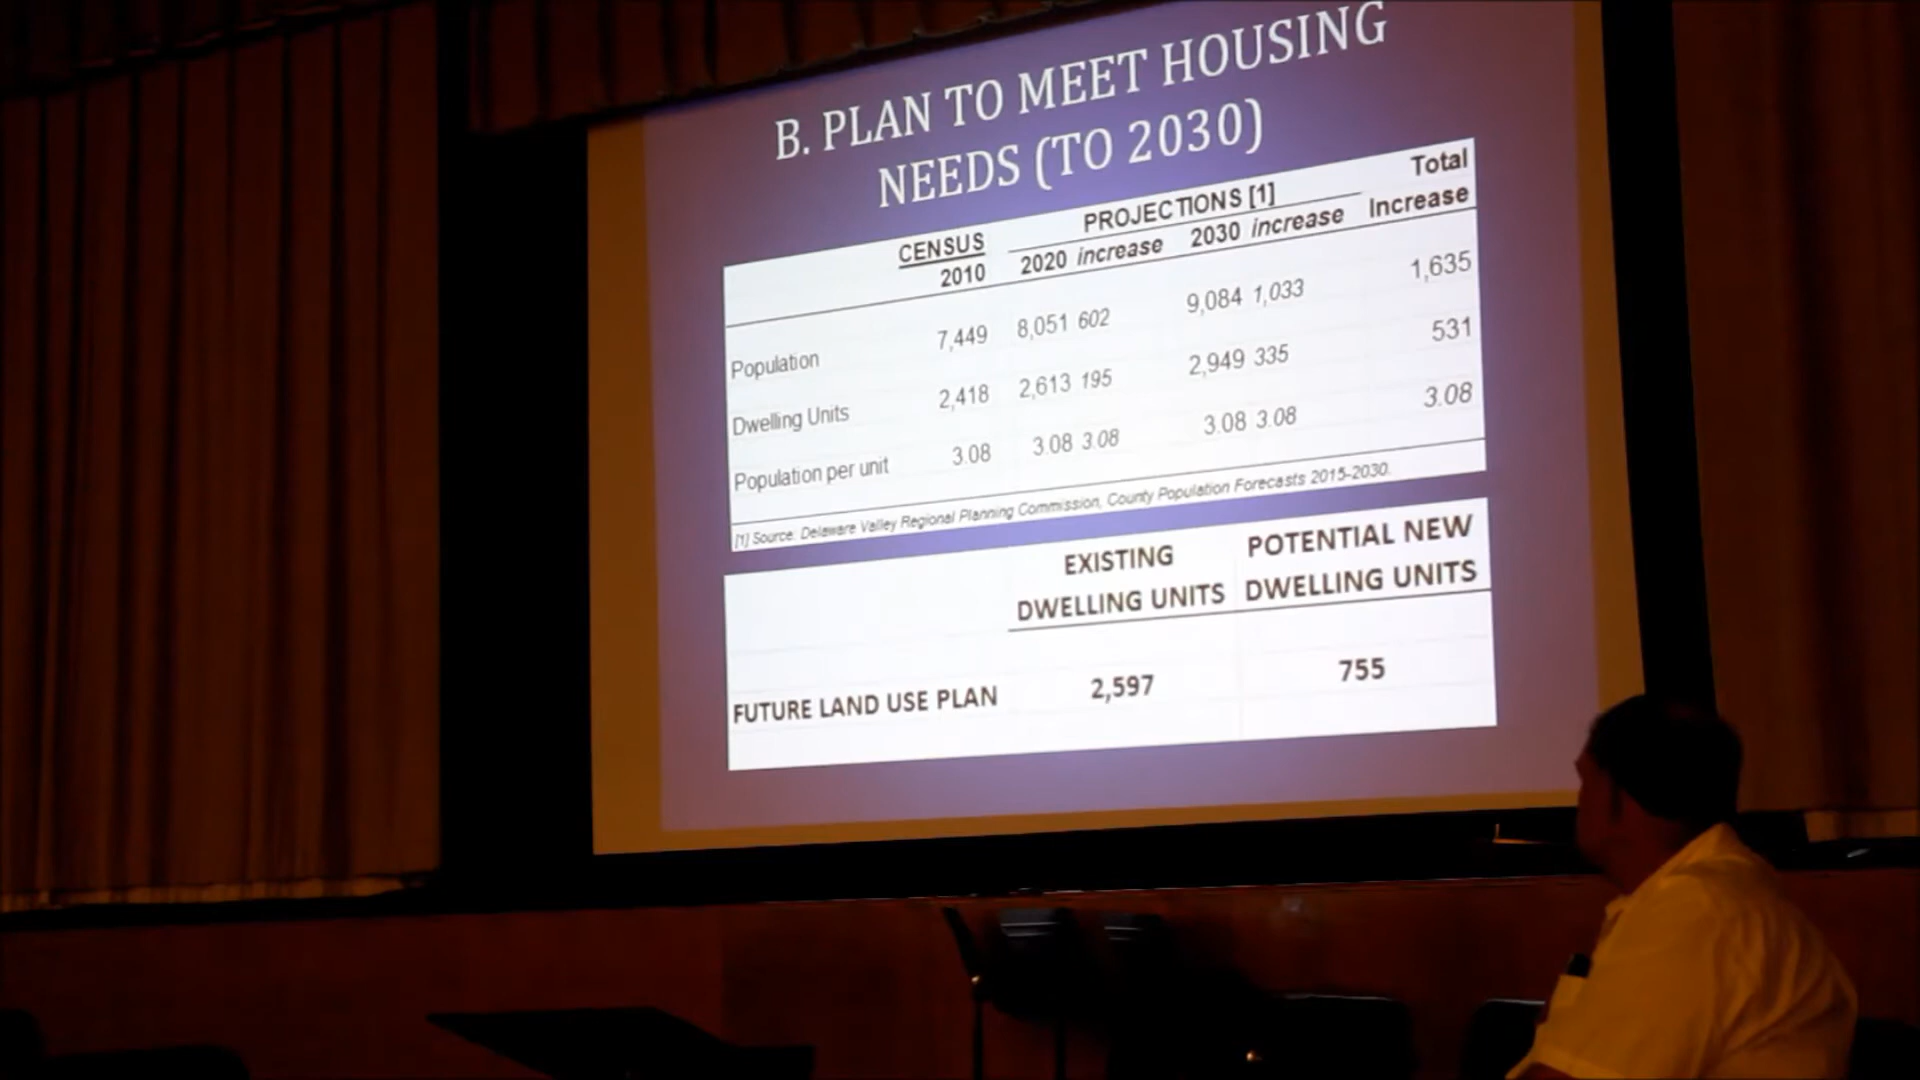 B. PLAN TO MEET HOUSING
NEEDS (TO 2030)
CENSUS PROJECTIONS [1] Total
2010 2020 increase 2030 increase Increase
Population 7,449 8,051 602 9,084 1,033 1,635
Dwelling Units 2,418 2,613 195 2,949 335 531
Population per unit 3.08 3.08 3.08 3.08 3.08 3.08
[1] Source: Delaware Valley Regional Planning Commission, County Population Forecasts 2015-2030.
EXISTING POTENTIAL NEW
DWELLING UNITS DWELLING UNITS
FUTURE LAND USE PLAN 2,597 755